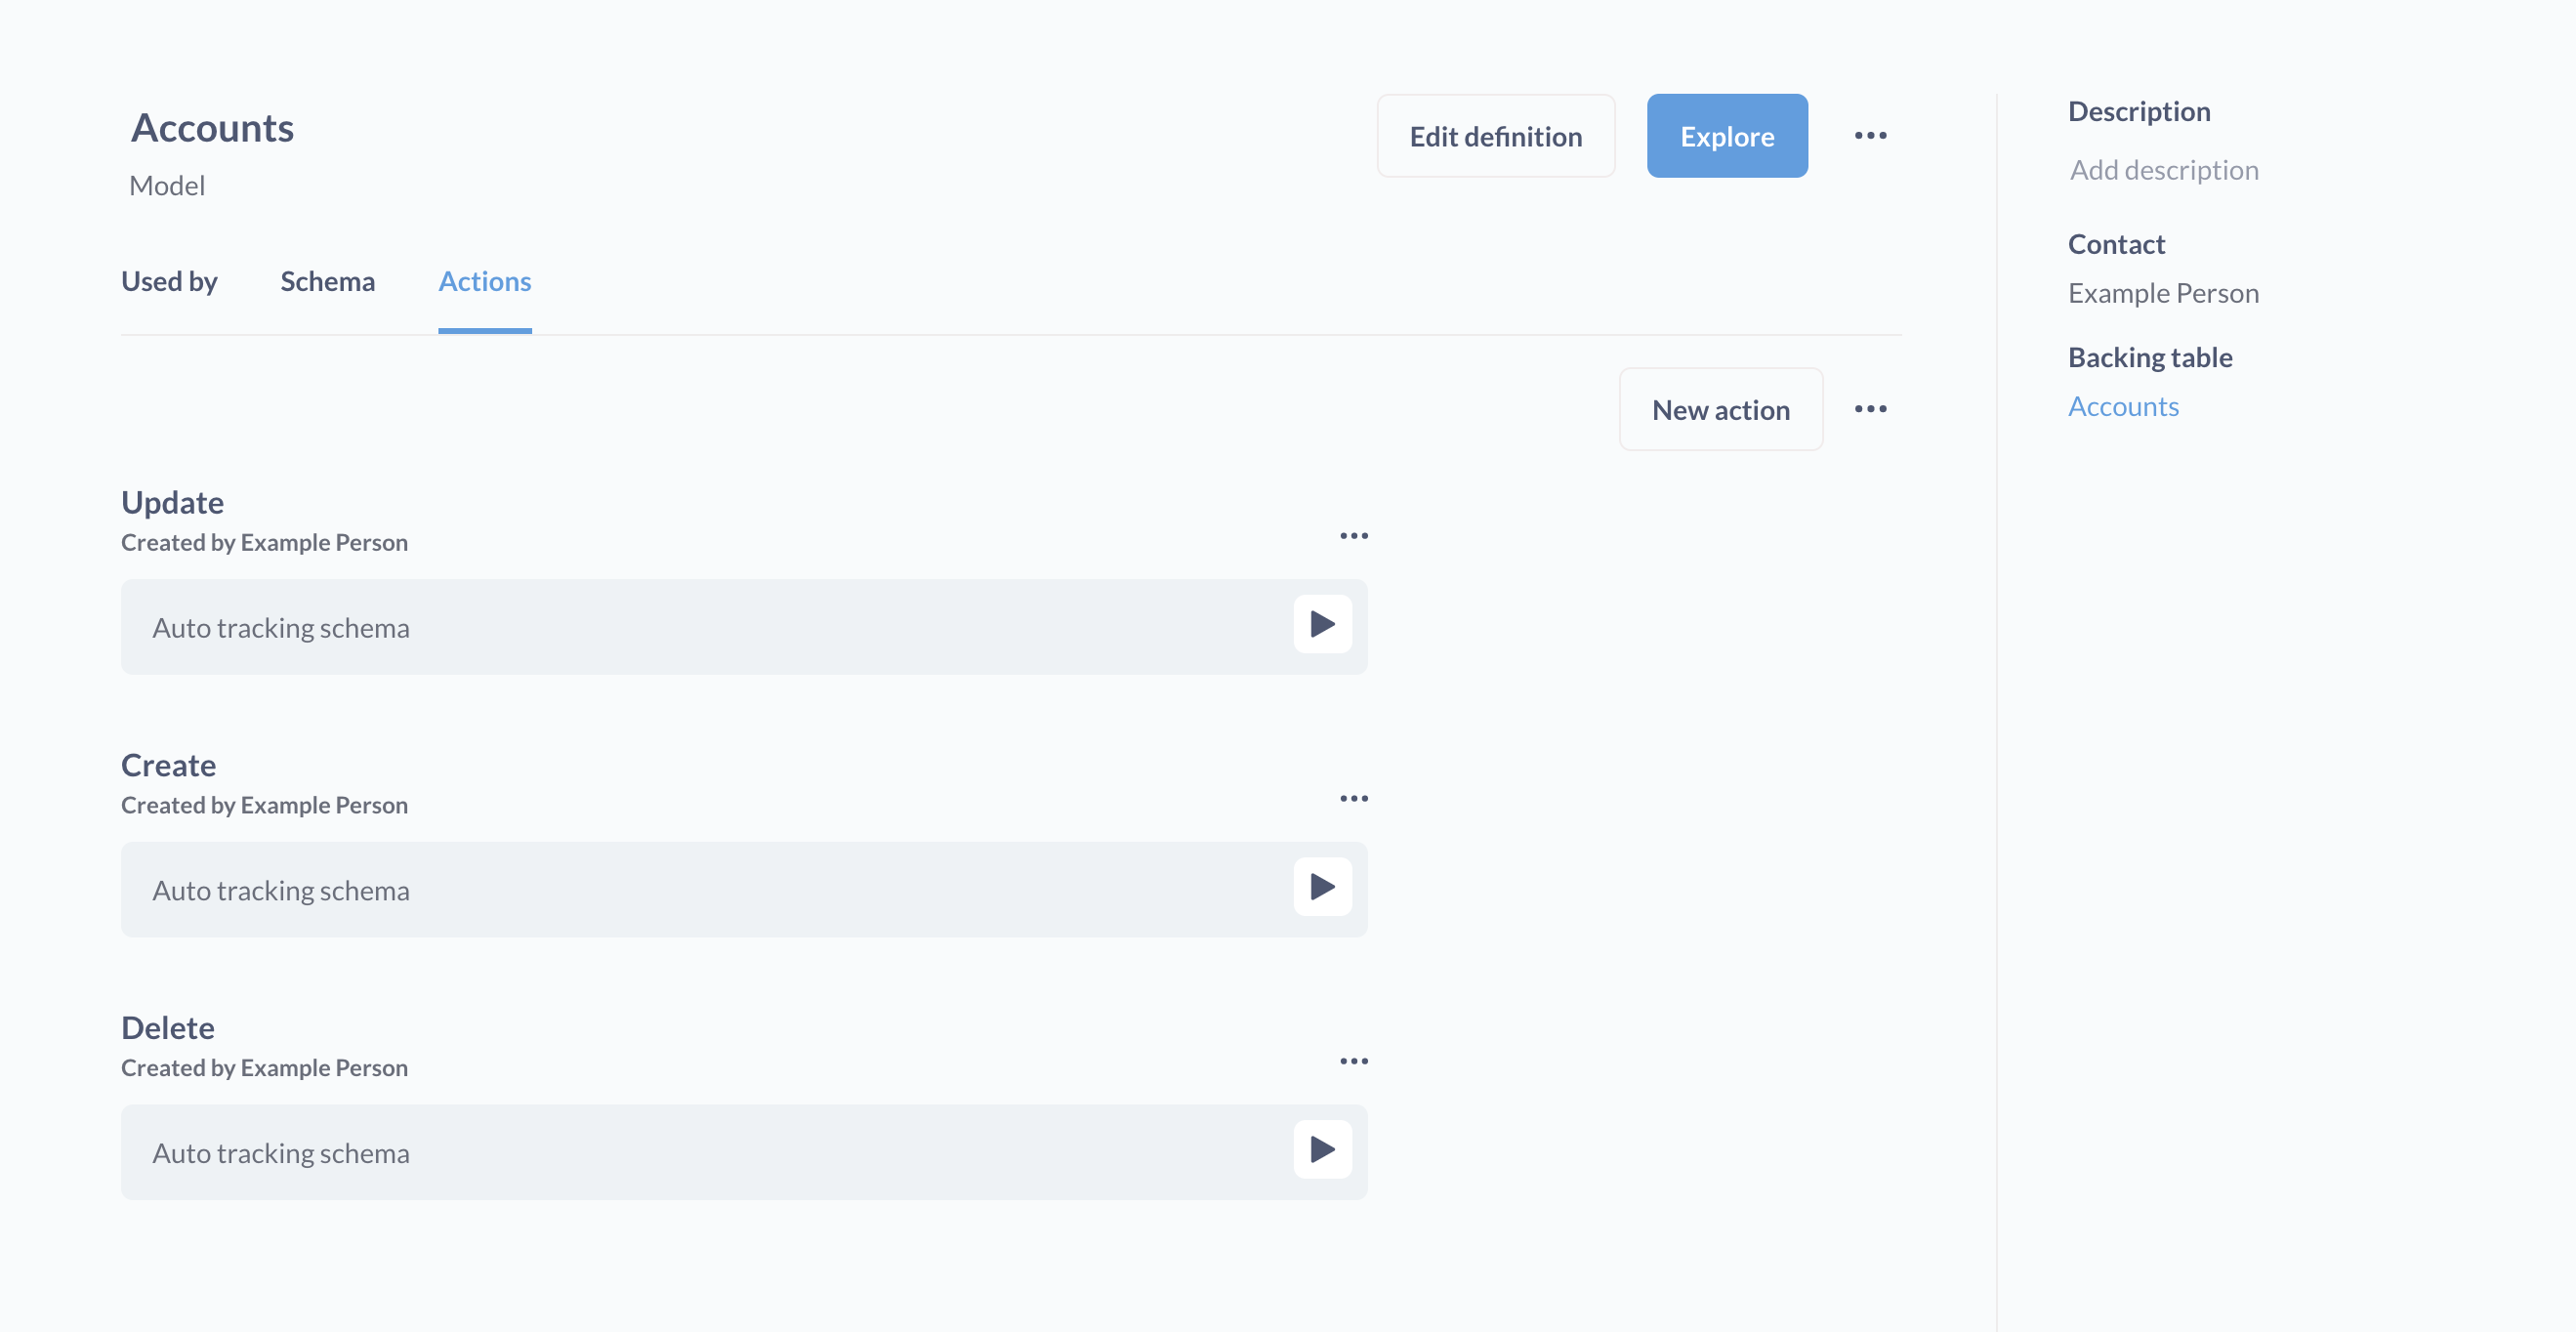 Accounts
Model
Edit definition
Explore
Used by
Schema
Actions
New action
Update
Created by Example Person
Auto tracking schema
Create
Created by Example Person
Auto tracking schema
Delete
Created by Example Person
Auto tracking schema
Description
Add description
Contact
Example Person
Backing table
Accounts